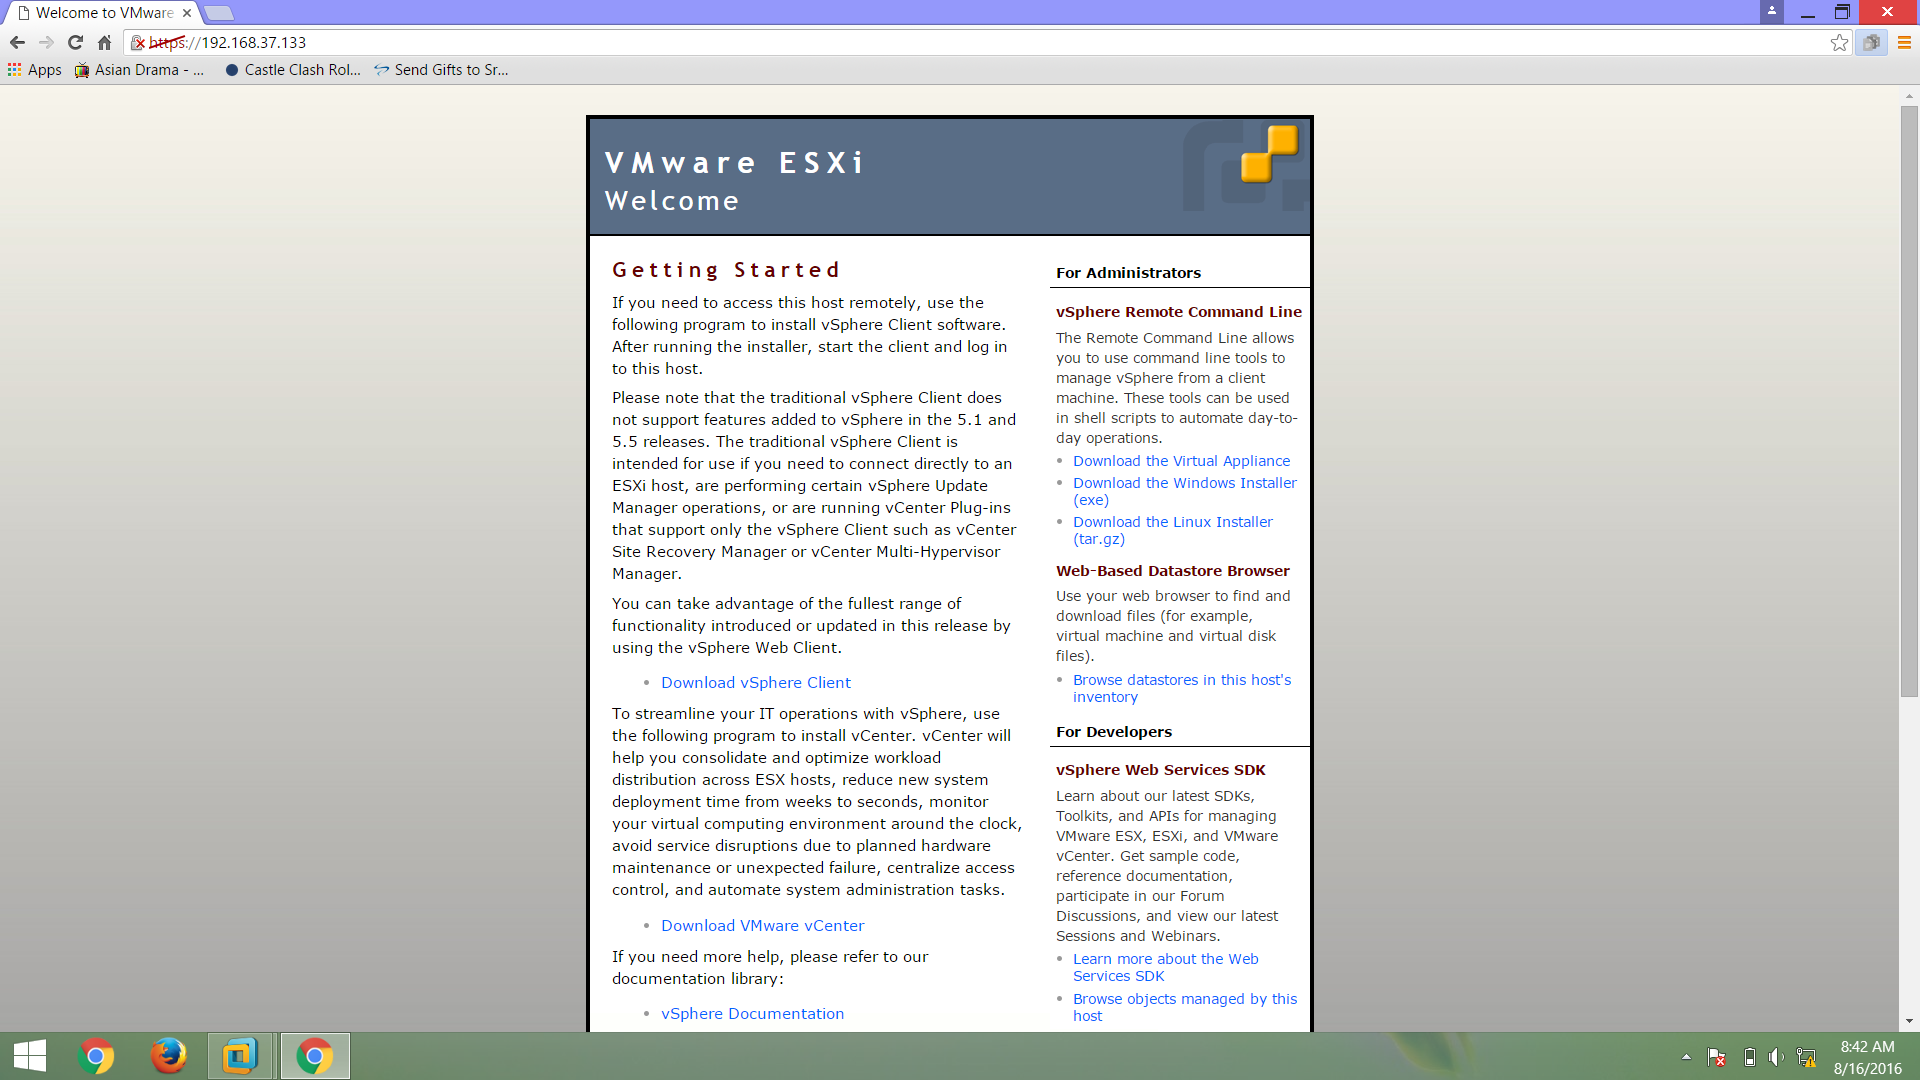 Welcome to VMware
https://192.168.37.133
Apps
Asian Drama - ...
Castle Clash Rol...
Send Gifts to Sr...
VMware ESXi
Welcome
Getting Started
If you need to access this host remotely, use the
following program to install vSphere Client software.
After running the installer, start the client and log in
to this host.
Please note that the traditional vSphere Client does
not support features added to vSphere in the 5.1 and
5.5 releases. The traditional vSphere Client is
intended for use if you need to connect directly to an
ESXi host, are performing certain vSphere Update
Manager operations, or are running vCenter Plug-ins
that support only the vSphere Client such as vCenter
Site Recovery Manager or vCenter Multi-Hypervisor
Manager.
You can take advantage of the fullest range of
functionality introduced or updated in this release by
using the vSphere Web Client.
• Download vSphere Client
To streamline your IT operations with vSphere, use
the following program to install vCenter. vCenter will
help you consolidate and optimize workload
distribution across ESX hosts, reduce new system
deployment time from weeks to seconds, monitor
your virtual computing environment around the clock,
avoid service disruptions due to planned hardware
maintenance or unexpected failure, centralize access
control, and automate system administration tasks.
• Download VMware vCenter
If you need more help, please refer to our
documentation library:
• vSphere Documentation
For Administrators
vSphere Remote Command Line
The Remote Command Line allows
you to use command line tools to
manage vSphere from a client
machine. These tools can be used
in shell scripts to automate day-to-
day operations.
• Download the Virtual Appliance
• Download the Windows Installer
(exe)
• Download the Linux Installer
(tar.gz)
Web-Based Datastore Browser
Use your web browser to find and
download files (for example,
virtual machine and virtual disk
files).
• Browse datastores in this host's
inventory
For Developers
vSphere Web Services SDK
Learn about our latest SDKs,
Toolkits, and APIs for managing
VMware ESX, ESXi, and VMware
vCenter. Get sample code,
reference documentation,
participate in our Forum
Discussions, and view our latest
Sessions and Webinars.
• Learn more about the Web
Services SDK
• Browse objects managed by this
host
8:42 AM
8/16/2016